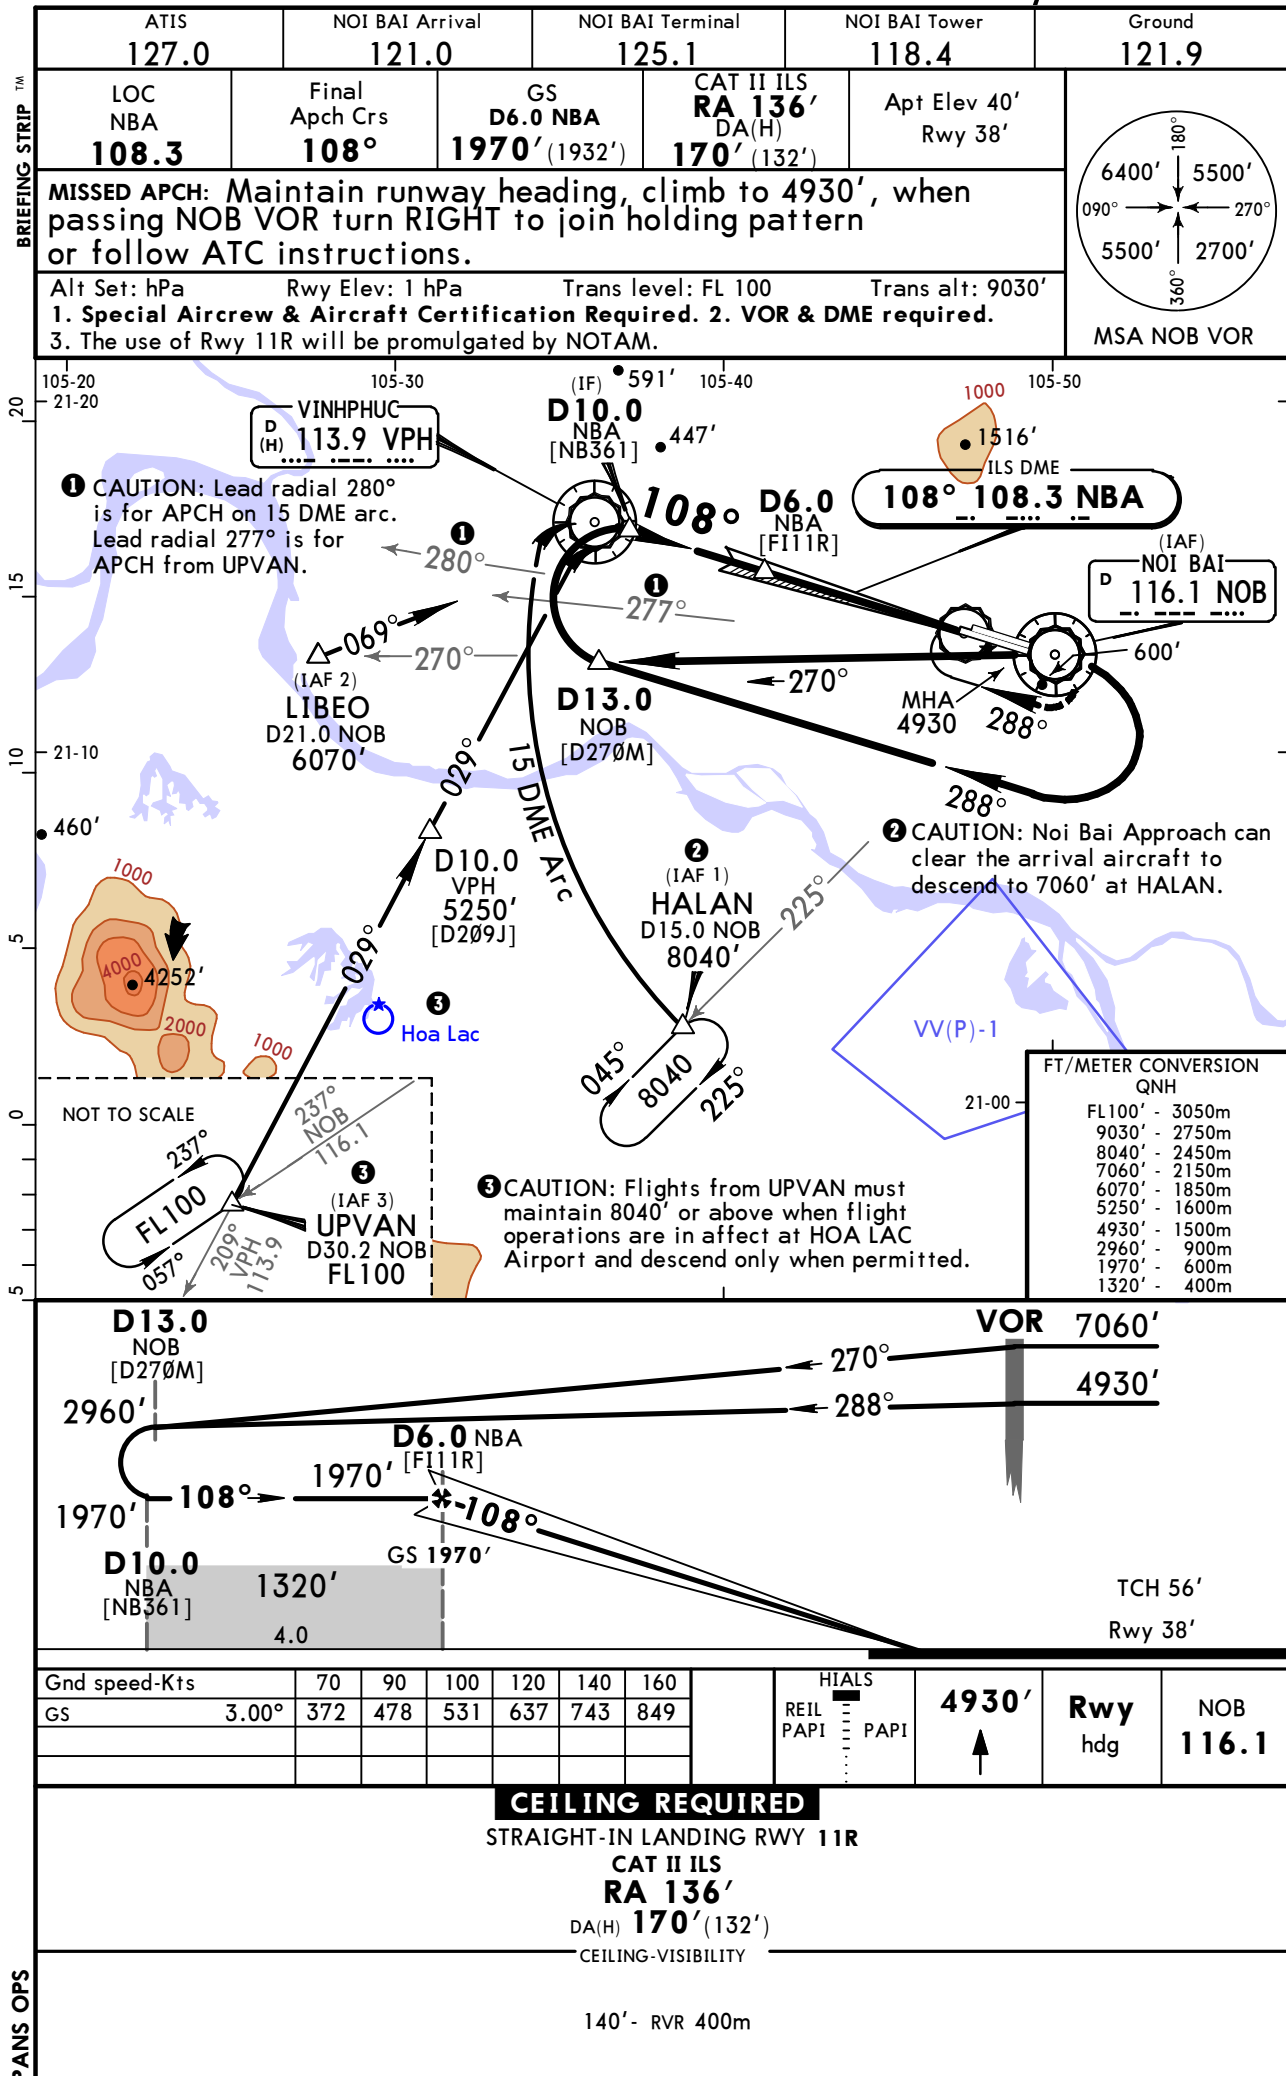 ATIS
127.0
NOI BAI Arrival
121.0
NOI BAI Terminal
125.1
NOI BAI Tower
118.4
Ground
121.9
BRIEFING STRIP TM
LOC
NBA
108.3
Final
Apch Crs
108°
GS
D6.0 NBA
1970' (1932')
CAT II ILS
RA 136'
DA(H)
170' (132')
Apt Elev 40'
Rwy 38'
MISSED APCH: Maintain runway heading, climb to 4930', when
passing NOB VOR turn RIGHT to join holding pattern
or follow ATC instructions.
Alt Set: hPa Rwy Elev: 1 hPa Trans level: FL 100 Trans alt: 9030'
1. Special Aircrew & Aircraft Certification Required. 2. VOR & DME required.
3. The use of Rwy 11R will be promulgated by NOTAM.
180°
6400' 5500'
090° 270°
5500' 2700'
360°
MSA NOB VOR
105-20
105-30
105-40
105-50
21-20
21-10
21-00
20
15
10
5
0
5
591'
447'
1000
1516'
VINHPHUC
D
(H) 113.9 VPH
(IF)
D10.0
NBA
[NB361]
108°
D6.0
NBA
[FI11R]
ILS DME
108° 108.3 NBA
(IAF)
NOI BAI
D 116.1 NOB
1 CAUTION: Lead radial 280°
is for APCH on 15 DME arc.
Lead radial 277° is for
APCH from UPVAN.
1
280°
1
277°
069°
270°
(IAF 2)
LIBEO
D21.0 NOB
6070'
D13.0
NOB
[D270M]
270°
MHA
4930
288°
600'
288°
029°
15 DME Arc
460'
D10.0
VPH
5250'
[D209J]
029°
2
(IAF 1)
HALAN
D15.0 NOB
8040'
225°
2 CAUTION: Noi Bai Approach can
clear the arrival aircraft to
descend to 7060' at HALAN.
1000
4000
4252'
2000
1000
3
Hoa Lac
VV(P)-1
045°
8040
225°
NOT TO SCALE
237°
NOB
116.1
237°
FL100
057°
209°
VPH
113.9
3
(IAF 3)
UPVAN
D30.2 NOB
FL100
3 CAUTION: Flights from UPVAN must
maintain 8040' or above when flight
operations are in affect at HOA LAC
Airport and descend only when permitted.
FT/METER CONVERSION
QNH
FL100' - 3050m
9030' - 2750m
8040' - 2450m
7060' - 2150m
6070' - 1850m
5250' - 1600m
4930' - 1500m
2960' - 900m
1970' - 600m
1320' - 400m
D13.0
NOB
[D270M]
VOR
7060'
270°
4930'
288°
2960'
D6.0 NBA
[FI11R]
1970'
108°
1970'
108°
GS 1970'
D10.0
NBA
[NB361]
1320'
4.0
TCH 56'
Rwy 38'
Gnd speed-Kts 70 90 100 120 140 160
GS 3.00° 372 478 531 637 743 849
HIALS
REIL
PAPI PAPI
4930'
Rwy
hdg
NOB
116.1
CEILING REQUIRED
STRAIGHT-IN LANDING RWY 11R
CAT II ILS
RA 136'
DA(H) 170' (132')
CEILING-VISIBILITY
140'- RVR 400m
PANS OPS